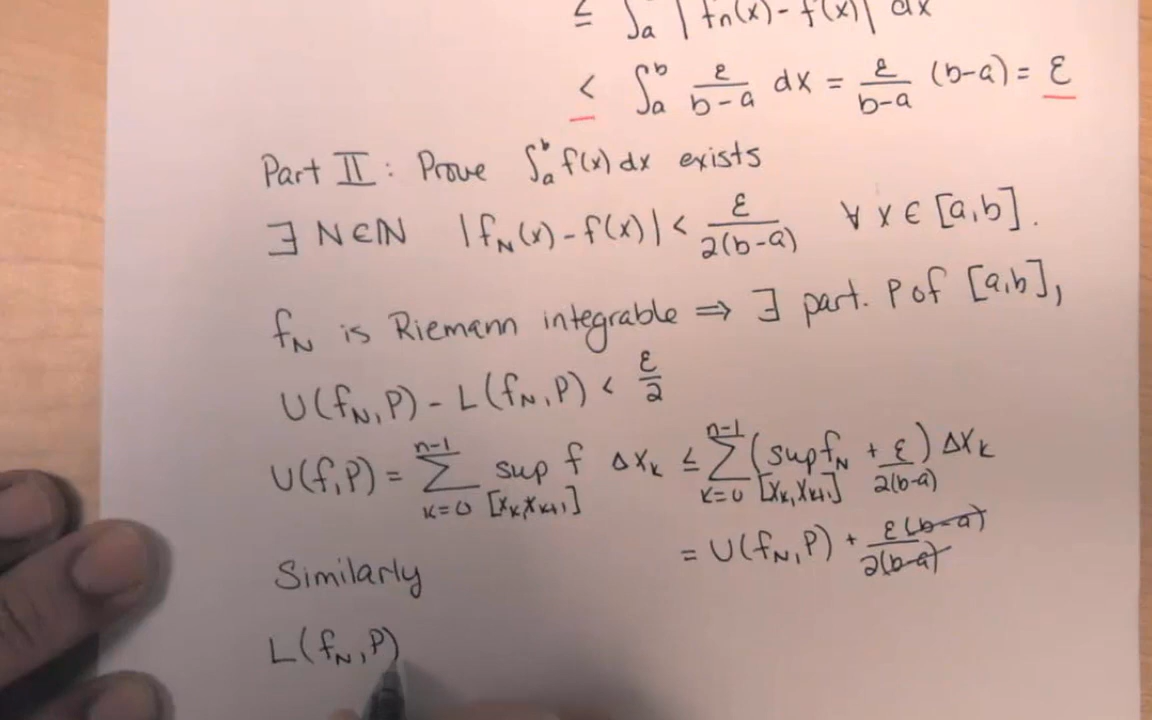 ≤ ∫ₐ |fₙ(x) - f(x)| dx
< ∫ₐᵇ ε/(b-a) dx = ε/(b-a) (b-a) = ε
Part II: Prove ∫ₐᵇ f(x) dx exists
∃ N∈ℕ |f_N(x) - f(x)| < ε/(2(b-a)) ∀ x ∈ [a,b].
f_N is Riemann integrable ⇒ ∃ part. P of [a,b],
U(f_N,P) - L(f_N,P) < ε/2
U(f,P) = Σ_{k=0}^{n-1} sup_{[x_k,x_{k+1}]} f Δx_k ≤ Σ_{k=0}^{n-1} (sup_{[x_k,x_{k+1}]} f_N + ε/(2(b-a))) Δx_k
= U(f_N,P) + ε(b-a)/(2(b-a))
Similarly
L(f_N,P)